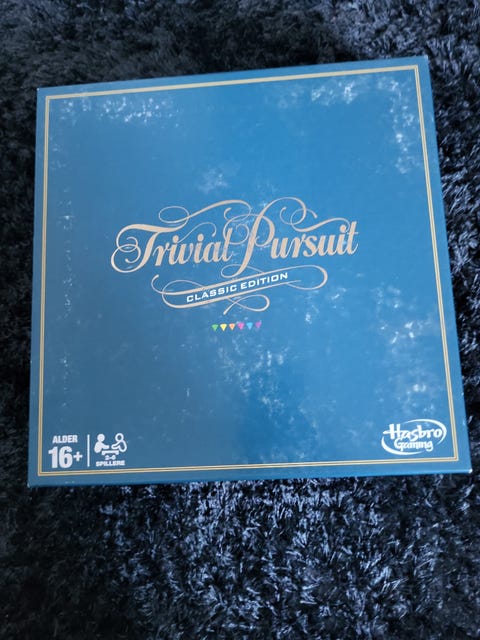 Trivial Pursuit
CLASSIC EDITION
ALDER
16+
2-6
SPILLERE
Hasbro
Gaming